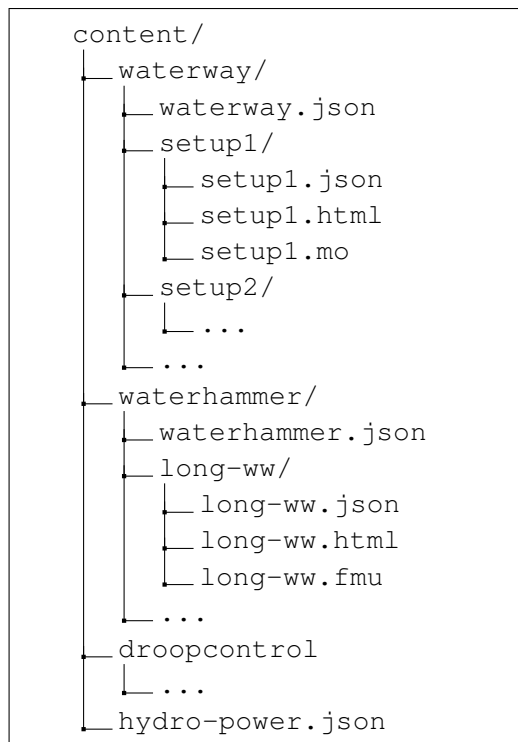 content/
waterway/
waterway.json
setup1/
setup1.json
setup1.html
setup1.mo
setup2/
...
...
waterhammer/
waterhammer.json
long-ww/
long-ww.json
long-ww.html
long-ww.fmu
...
droopcontrol
...
hydro-power.json